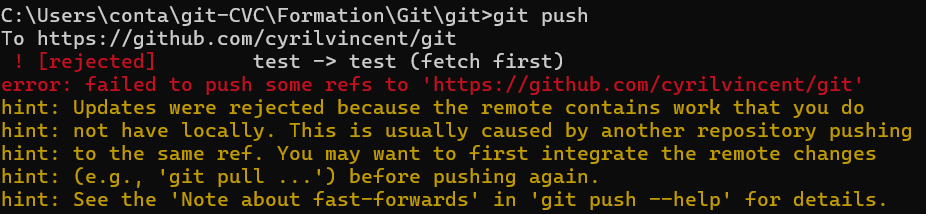 C:\Users\conta\git-CVC\Formation\Git\git>git push
To https://github.com/cyrilvincent/git
 ! [rejected]        test -> test (fetch first)
error: failed to push some refs to 'https://github.com/cyrilvincent/git'
hint: Updates were rejected because the remote contains work that you do
hint: not have locally. This is usually caused by another repository pushing
hint: to the same ref. You may want to first integrate the remote changes
hint: (e.g., 'git pull ...') before pushing again.
hint: See the 'Note about fast-forwards' in 'git push --help' for details.